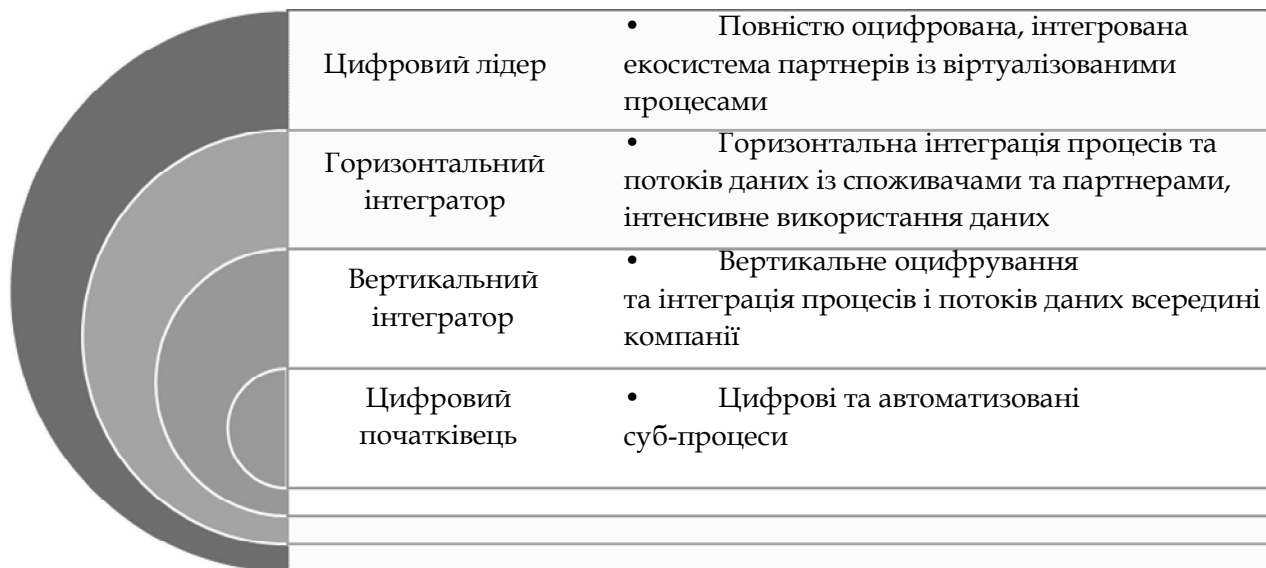 Цифровий лідер
• Повністю оцифрована, інтегрована
екосистема партнерів із віртуалізованими
процесами
Горизонтальний
інтегратор
• Горизонтальна інтеграція процесів та
потоків даних із споживачами та партнерами,
інтенсивне використання даних
Вертикальний
інтегратор
• Вертикальне оцифрування
та інтеграція процесів і потоків даних всередині
компанії
Цифровий
початківець
• Цифрові та автоматизовані
суб-процеси